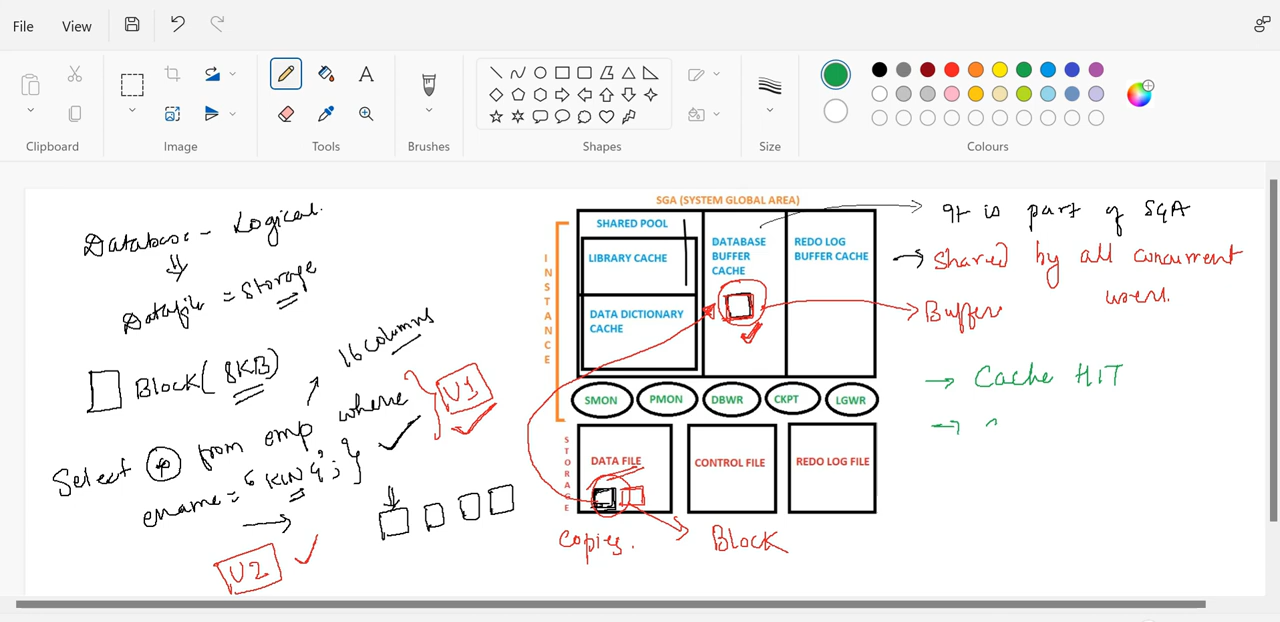 File
View
Clipboard
Image
Tools
Brushes
Shapes
Size
Colours
A
Database - Logical.
Datafile = Storage
Block (8KB)
16 columns
Select * from emp where
ename = 'KING';
U1
U2
SGA (SYSTEM GLOBAL AREA)
INSTANCE
SHARED POOL
LIBRARY CACHE
DATA DICTIONARY
CACHE
DATABASE
BUFFER
CACHE
REDO LOG
BUFFER CACHE
SMON
PMON
DBWR
CKPT
LGWR
STORAGE
DATA FILE
CONTROL FILE
REDO LOG FILE
Copies.
Block
It is part of SGA
Shared by all concurrent
users.
Buffer
Cache HIT